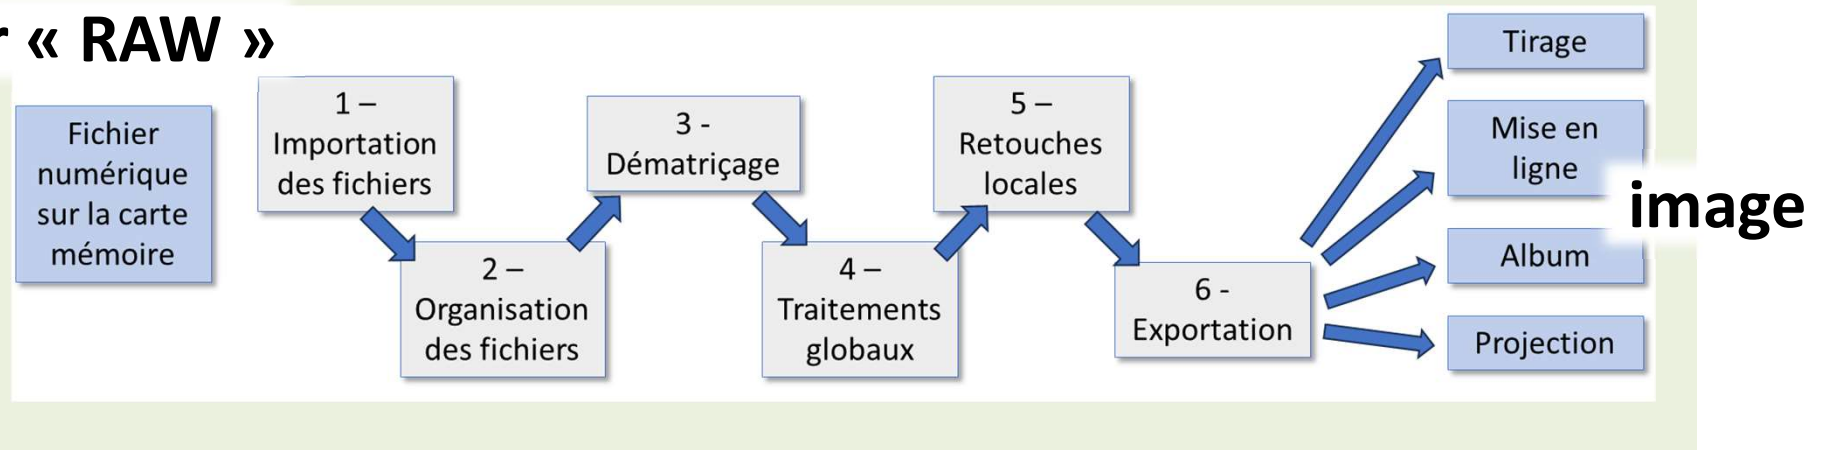 r « RAW »
Fichier
numérique
sur la carte
mémoire
1 –
Importation
des fichiers
2 –
Organisation
des fichiers
3 -
Dématriçage
4 –
Traitements
globaux
5 –
Retouches
locales
6 -
Exportation
Tirage
Mise en
ligne
Album
Projection
image